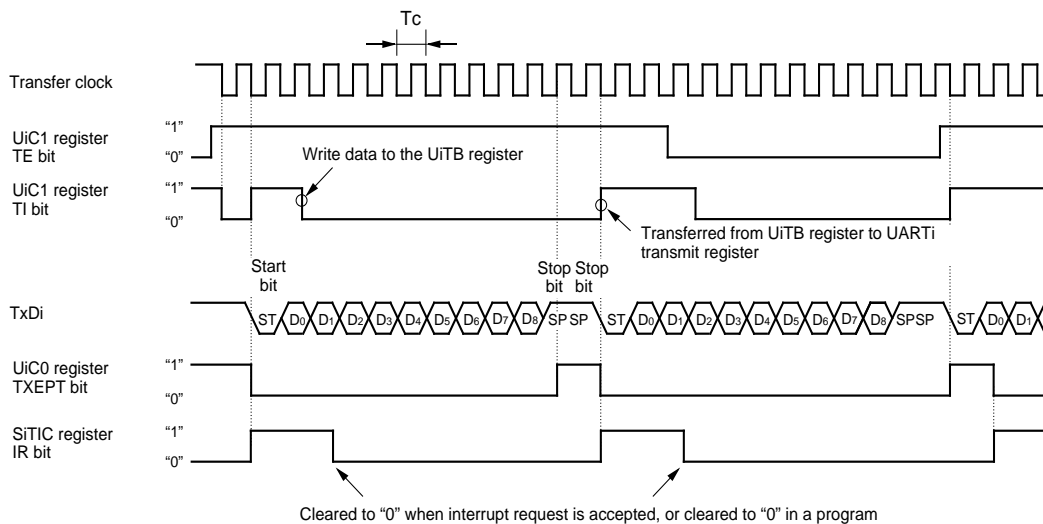 Tc
Transfer clock
UiC1 register
TE bit
“1”
“0”
Write data to the UiTB register
UiC1 register
TI bit
“1”
“0”
Transferred from UiTB register to UARTi
transmit register
Start
bit
Stop
bit
Stop
bit
TxDi
ST D0 D1 D2 D3 D4 D5 D6 D7 D8 SP SP ST D0 D1 D2 D3 D4 D5 D6 D7 D8 SPSP ST D0 D1
UiC0 register
TXEPT bit
“1”
“0”
SiTIC register
IR bit
“1”
“0”
Cleared to “0” when interrupt request is accepted, or cleared to “0” in a program